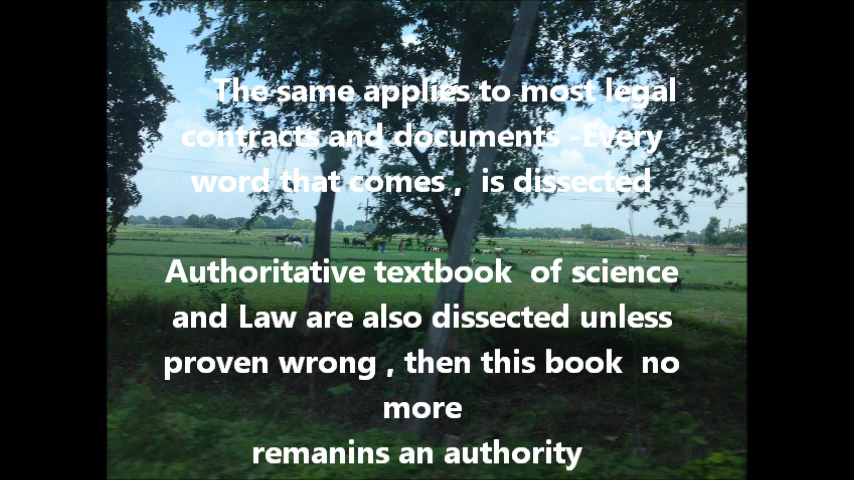 The same applies to most legal
contracts and documents -Every
word that comes , is dissected
Authoritative textbook of science
and Law are also dissected unless
proven wrong , then this book no
more
remanins an authority